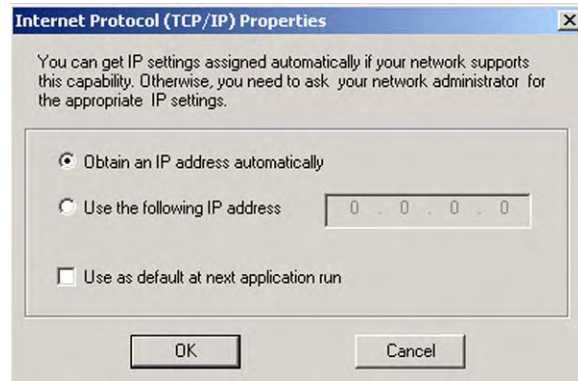 Internet Protocol (TCP/IP) Properties
You can get IP settings assigned automatically if your network supports
this capability. Otherwise, you need to ask your network administrator for
the appropriate IP settings.
Obtain an IP address automatically
Use the following IP address
0 . 0 . 0 . 0
Use as default at next application run
OK
Cancel